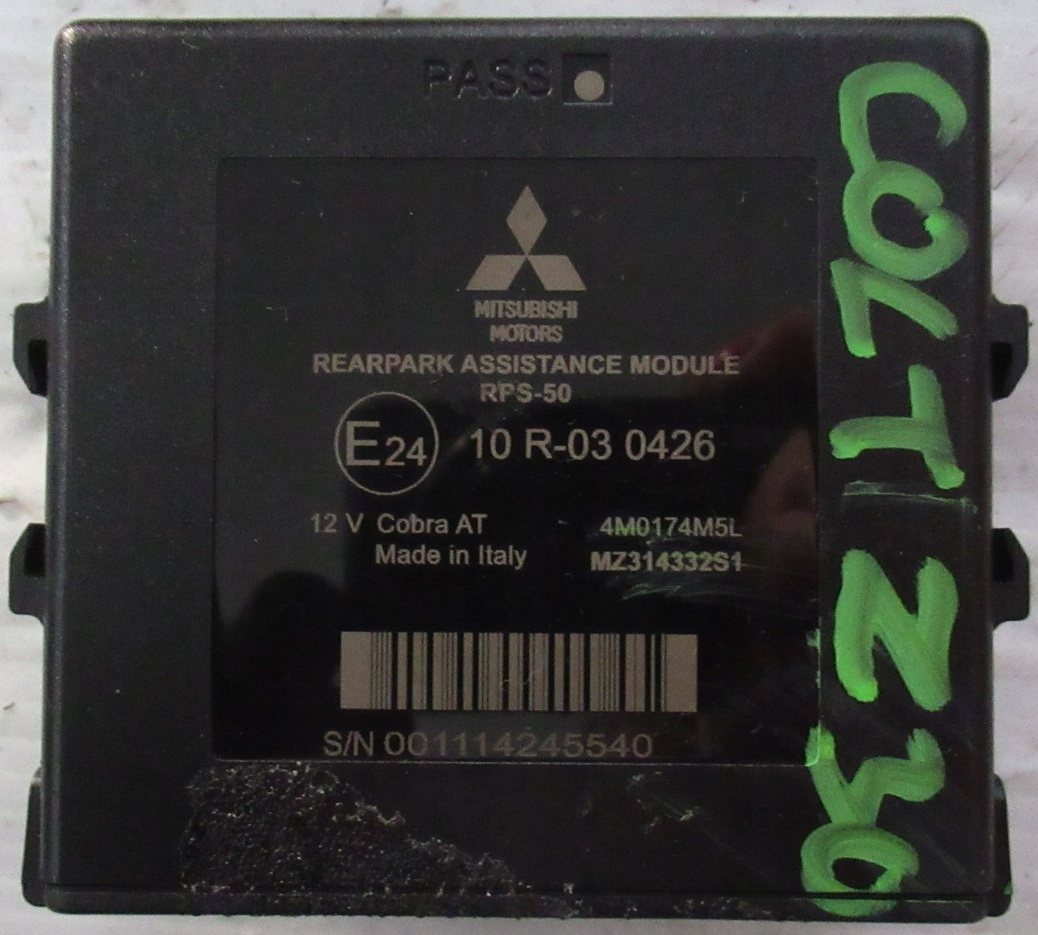 PASS
MITSUBISHI
MOTORS
REARPARK ASSISTANCE MODULE
RPS-50
E24 10 R-03 0426
12 V Cobra AT 4M0174M5L
Made in Italy MZ314332S1
S/N 001114245540
COLT Z30